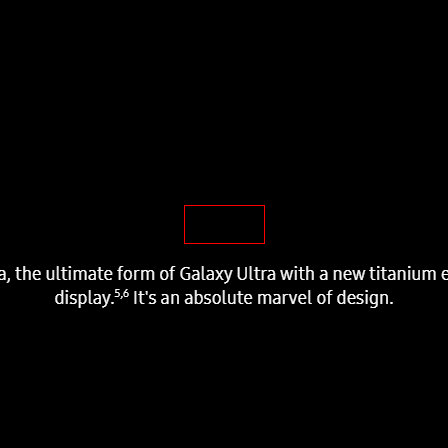 , the ultimate form of Galaxy Ultra with a new titanium
display.5,6 It's an absolute marvel of design.